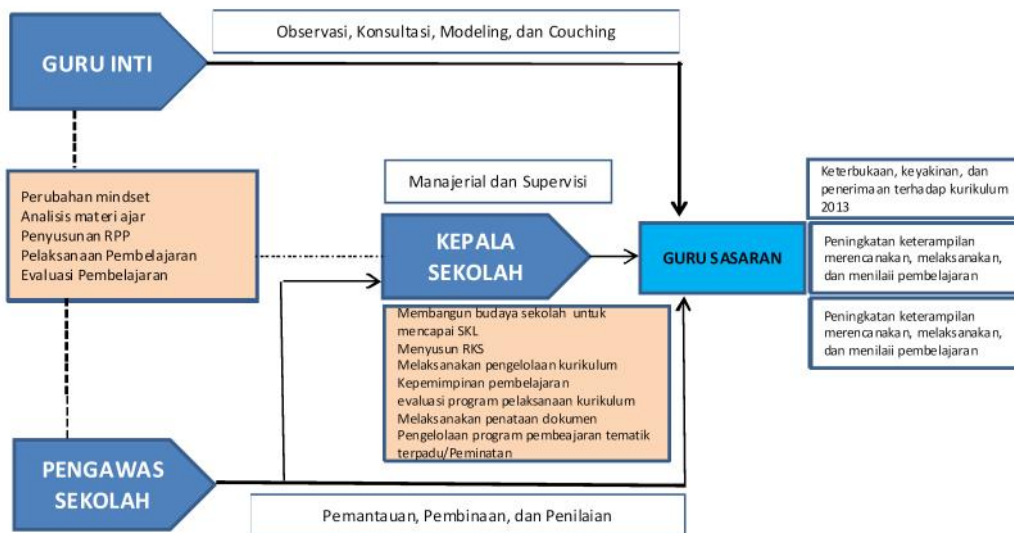 Observasi, Konsultasi, Modeling, dan Couching
GURU INTI
Perubahan mindset
Analisis materi ajar
Penyusunan RPP
Pelaksanaan Pembelajaran
Evaluasi Pembelajaran
Manajerial dan Supervisi
KEPALA
SEKOLAH
GURU SASARAN
Keterbukaan, keyakinan, dan
penerimaan terhadap kurikulum
2013
Peningkatan keterampilan
merencanakan, melaksanakan,
dan menilaii pembelajaran
Peningkatan keterampilan
merencanakan, melaksanakan,
dan menilaii pembelajaran
Membangun budaya sekolah untuk
mencapai SKL
Menyusun RKS
Melaksanakan pengelolaan kurikulum
Kepemimpinan pembelajaran
evaluasi program pelaksanaan kurikulum
Melaksanakan penataan dokumen
Pengelolaan program pembeajaran tematik
terpadu/Peminatan
PENGAWAS
SEKOLAH
Pemantauan, Pembinaan, dan Penilaian